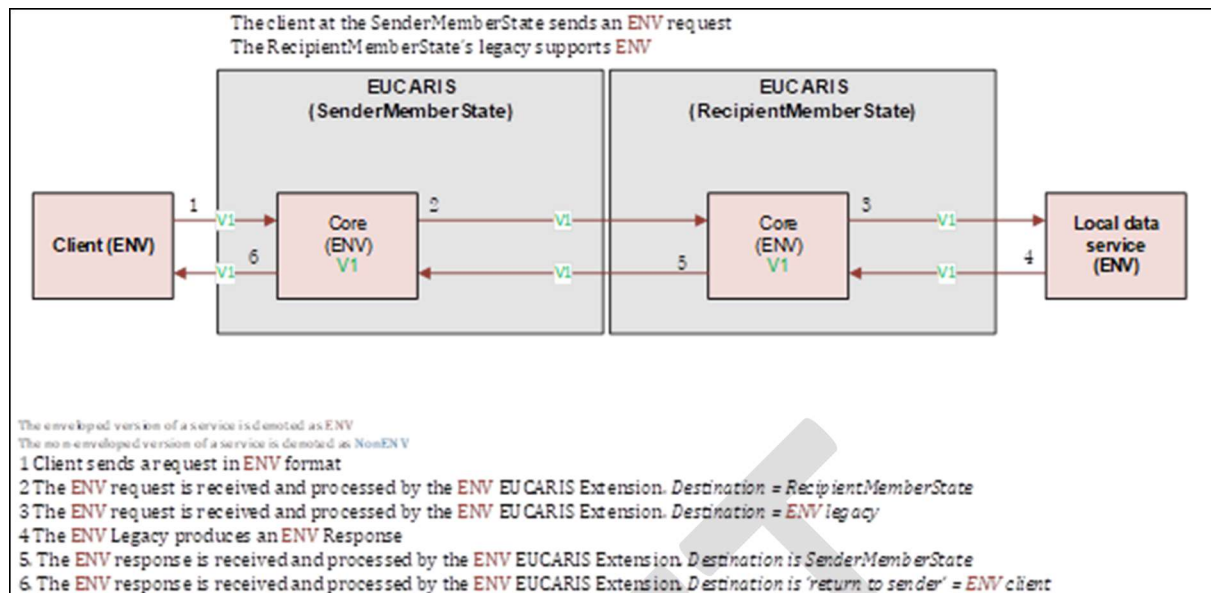 The client at the SenderMemberState sends an ENV request
The RecipientMemberState's legacy supports ENV
EUCARIS
(SenderMemberState)
EUCARIS
(RecipientMemberState)
Client (ENV)
1
V1
6
V1
Core
(ENV)
V1
2
V1
5
V1
Core
(ENV)
V1
3
V1
4
V1
Local data
service
(ENV)
The enveloped version of a service is denoted as ENV
The non-enveloped version of a service is denoted as NonENV
1 Client sends a request in ENV format
2 The ENV request is received and processed by the ENV EUCARIS Extension. Destination = RecipientMemberState
3 The ENV request is received and processed by the ENV EUCARIS Extension. Destination = ENV legacy
4 The ENV Legacy produces an ENV Response
5. The ENV response is received and processed by the ENV EUCARIS Extension. Destination is SenderMemberState
6. The ENV response is received and processed by the ENV EUCARIS Extension. Destination is 'return to sender' = ENV client